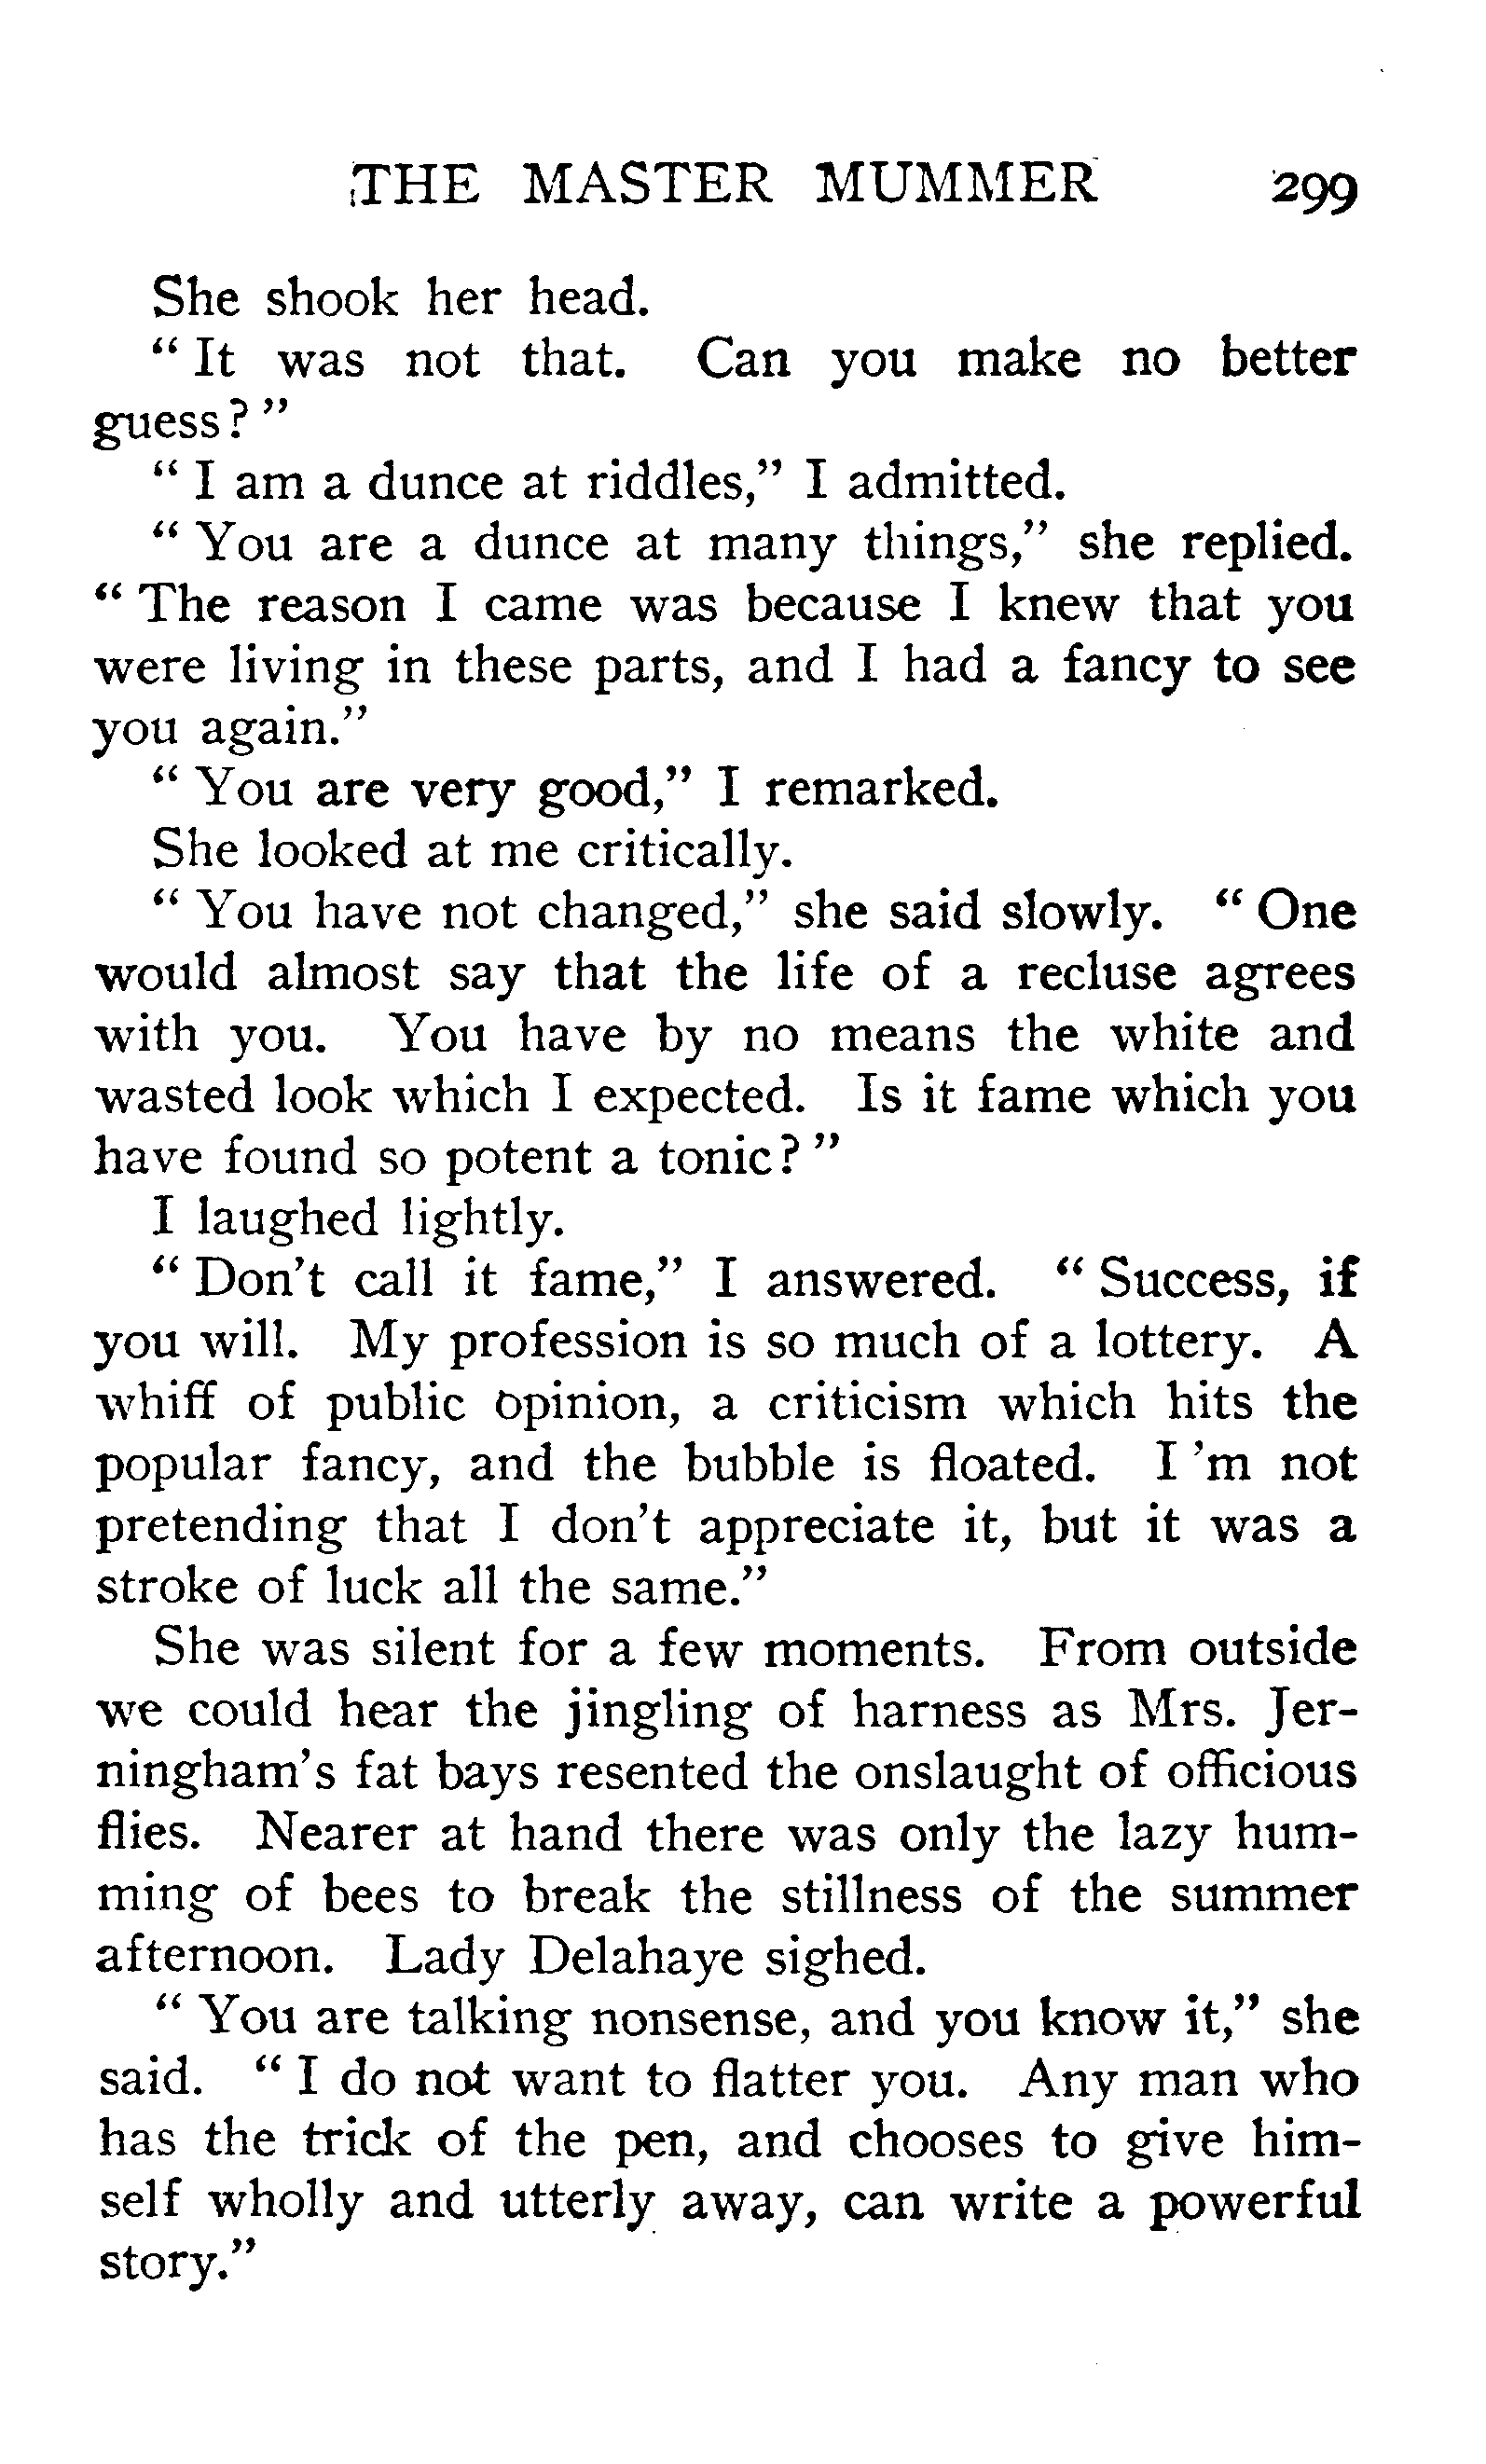 THE MASTER MUMMER 299
She shook her head.
" It was not that. Can you make no better
guess? "
" I am a dunce at riddles," I admitted.
" You are a dunce at many things," she replied.
" The reason I came was because I knew that you
were living in these parts, and I had a fancy to see
you again."
" You are very good," I remarked.
She looked at me critically.
" You have not changed," she said slowly. " One
would almost say that the life of a recluse agrees
with you. You have by no means the white and
wasted look which I expected. Is it fame which you
have found so potent a tonic? "
I laughed lightly.
" Don't call it fame," I answered. " Success, if
you will. My profession is so much of a lottery. A
whiff of public opinion, a criticism which hits the
popular fancy, and the bubble is floated. I 'm not
pretending that I don't appreciate it, but it was a
stroke of luck all the same."
She was silent for a few moments. From outside
we could hear the jingling of harness as Mrs. Jer-
ningham's fat bays resented the onslaught of officious
flies. Nearer at hand there was only the lazy hum-
ming of bees to break the stillness of the summer
afternoon. Lady Delahaye sighed.
" You are talking nonsense, and you know it," she
said. " I do not want to flatter you. Any man who
has the trick of the pen, and chooses to give him-
self wholly and utterly away, can write a powerful
story."